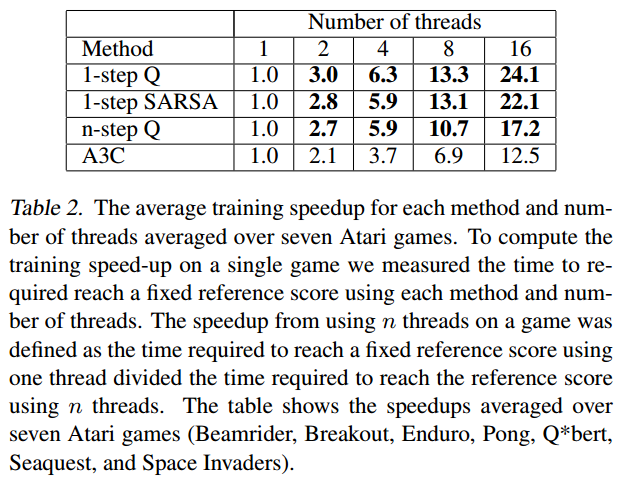 Number of threads
Method 1 2 4 8 16
1-step Q 1.0 3.0 6.3 13.3 24.1
1-step SARSA 1.0 2.8 5.9 13.1 22.1
n-step Q 1.0 2.7 5.9 10.7 17.2
A3C 1.0 2.1 3.7 6.9 12.5
Table 2. The average training speedup for each method and num-
ber of threads averaged over seven Atari games. To compute the
training speed-up on a single game we measured the time to re-
quired reach a fixed reference score using each method and num-
ber of threads. The speedup from using n threads on a game was
defined as the time required to reach a fixed reference score using
one thread divided the time required to reach the reference score
using n threads. The table shows the speedups averaged over
seven Atari games (Beamrider, Breakout, Enduro, Pong, Q*bert,
Seaquest, and Space Invaders).